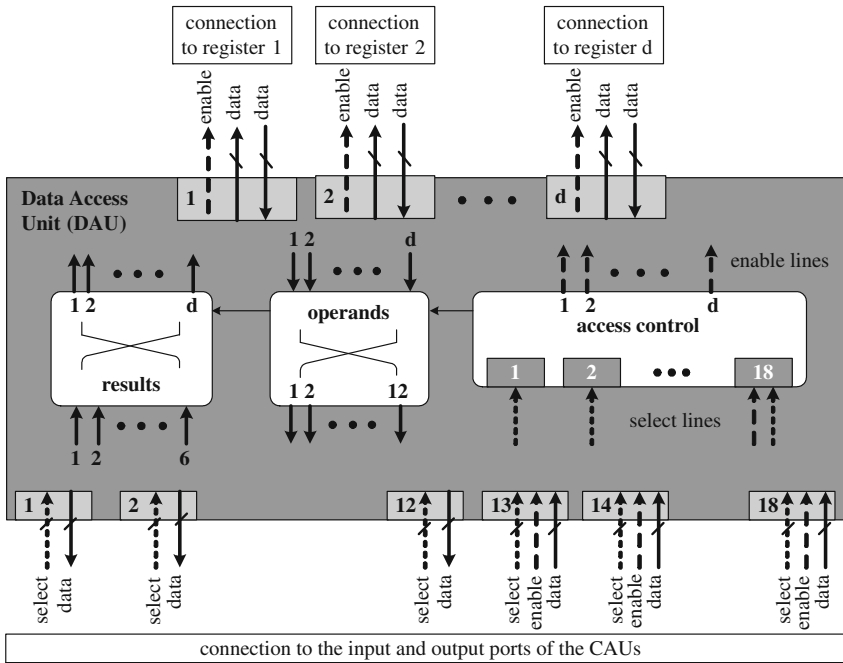 connection
to register 1
connection
to register 2
connection
to register d
enable
data
data
enable
data
data
enable
data
data
1
2
d
Data Access
Unit (DAU)
1 2 d
1 2 d
operands
1 2 12
results
1 2 6
enable lines
1 2 d
access control
1 2 18
select lines
1
2
12
13
14
18
select
data
select
data
select
data
select
enable
data
select
enable
data
select
enable
data
connection to the input and output ports of the CAUs